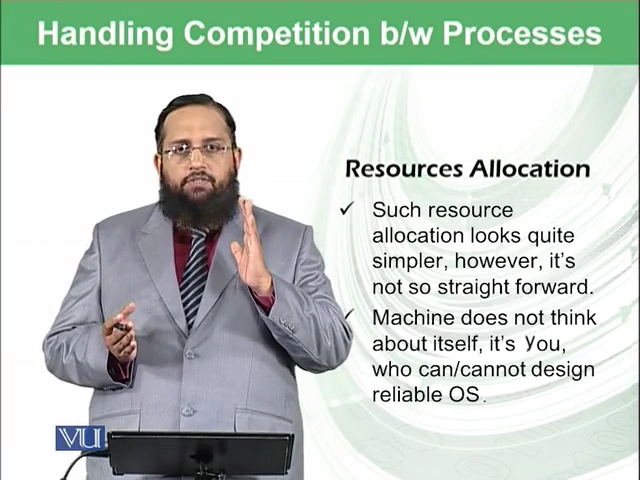 Handling Competition b/w Processes
Resources Allocation
✓ Such resource
allocation looks quite
simpler, however, it's
not so straight forward.
✓ Machine does not think
about itself, it's you,
who can/cannot design
reliable OS.
VU